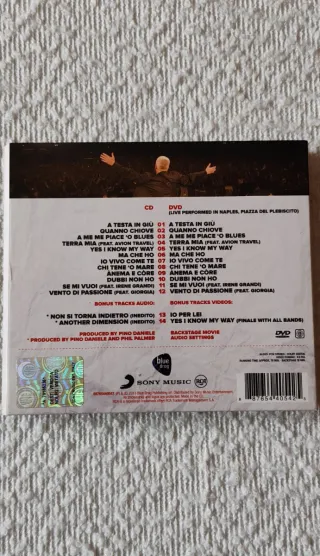 CD DVD
(LIVE PERFORMED IN NAPLES, PIAZZA DEL PLEBISCITO)
A TESTA IN GIÙ 01 A TESTA IN GIÙ
QUANNO CHIOVE 02 QUANNO CHIOVE
A ME ME PIACE 'O BLUES 03 A ME ME PIACE 'O BLUES
TERRA MIA (FEAT. AVION TRAVEL) 04 TERRA MIA (FEAT. AVION TRAVEL)
YES I KNOW MY WAY 05 YES I KNOW MY WAY
MA CHE HO 06 MA CHE HO
IO VIVO COME TE 07 IO VIVO COME TE
CHI TENE 'O MARE 08 CHI TENE 'O MARE
ANEMA E CÒRE 09 ANEMA E CÒRE
DUBBI NON HO 10 DUBBI NON HO
SE MI VUOI (FEAT. IRENE GRANDI) 11 SE MI VUOI (FEAT. IRENE GRANDI)
VENTO DI PASSIONE (FEAT. GIORGIA) 12 VENTO DI PASSIONE (FEAT. GIORGIA)
BONUS TRACKS AUDIO: BONUS TRACKS VIDEOS:
* NON SI TORNA INDIETRO (INEDITO) 13 IO PER LEI
* ANOTHER DIMENSION (INEDITO) 14 YES I KNOW MY WAY (FINALE WITH ALL BANDS)
PRODUCED BY PINO DANIELE BACKSTAGE MOVIE
* PRODUCED BY PINO DANIELE AND PHIL PALMER AUDIO SETTINGS
DVD
blue
drag
SONY MUSIC
RCA